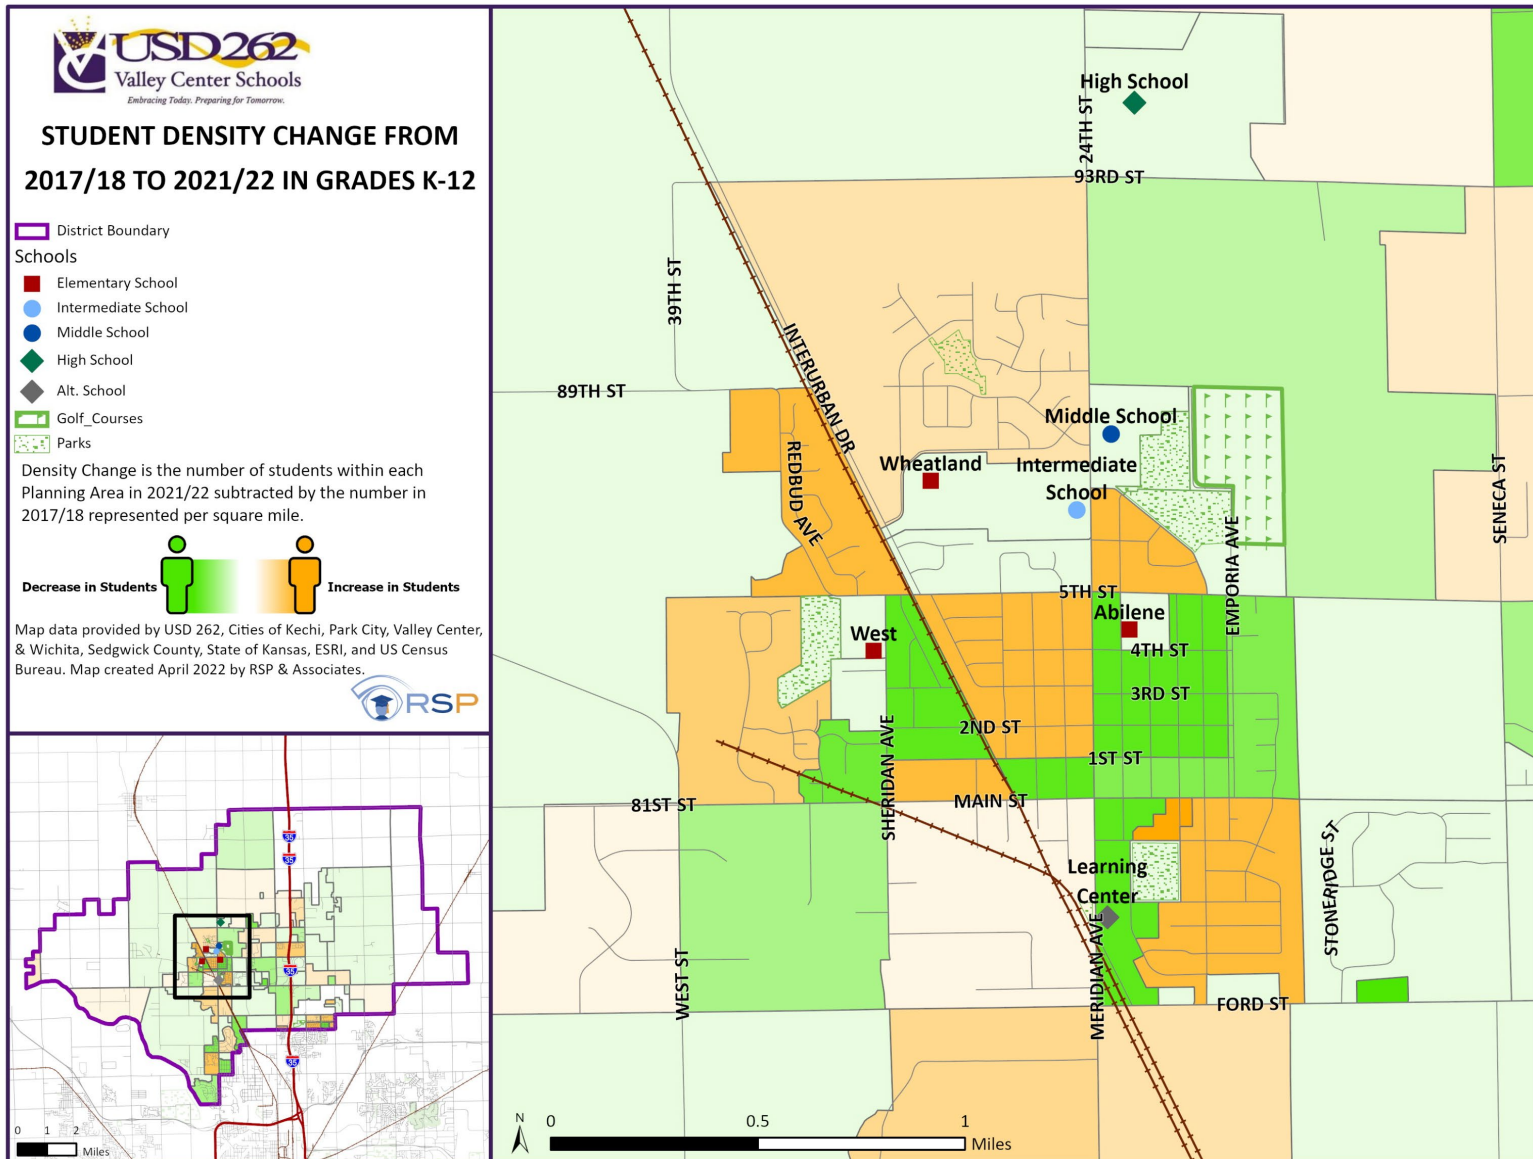 USD262
Valley Center Schools
Embracing Today. Preparing for Tomorrow.
STUDENT DENSITY CHANGE FROM
2017/18 TO 2021/22 IN GRADES K-12
District Boundary
Schools
Elementary School
Intermediate School
Middle School
High School
Alt. School
Golf_Courses
Parks
Density Change is the number of students within each
Planning Area in 2021/22 subtracted by the number in
2017/18 represented per square mile.
Decrease in Students
Increase in Students
Map data provided by USD 262, Cities of Kechi, Park City, Valley Center,
& Wichita, Sedgwick County, State of Kansas, ESRI, and US Census
Bureau. Map created April 2022 by RSP & Associates.
RSP
35
35
35
35
0 1 2
Miles
High School
24TH ST
93RD ST
39TH ST
INTERURBAN DR
89TH ST
REDBUD AVE
Middle School
Wheatland
Intermediate
School
SENECA ST
EMPORIA AVE
5TH ST
Abilene
West
4TH ST
3RD ST
2ND ST
SHERIDAN AVE
1ST ST
81ST ST
MAIN ST
Learning
Center
STONERIDGE ST
MERIDIAN AVE
WEST ST
FORD ST
N
0 0.5 1
Miles